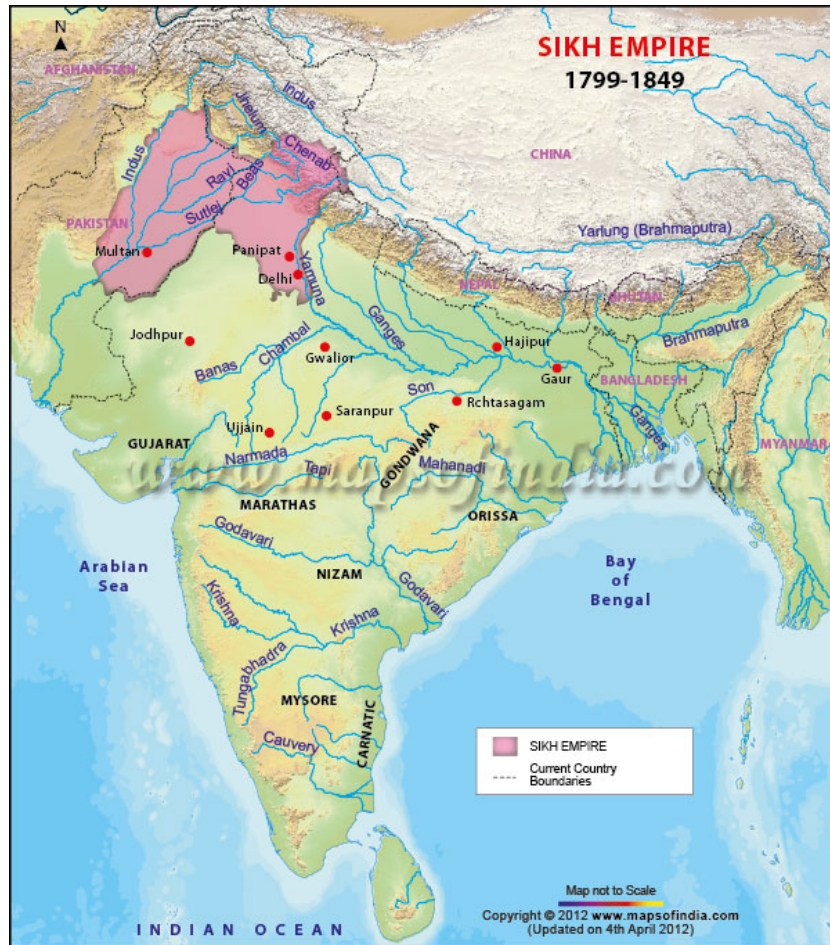 N
SIKH EMPIRE
1799-1849
AFGHANISTAN
Indus
Jhelum
Chenab
CHINA
Indus
Ravi
Beas
Sutlej
PAKISTAN
Multan
Panipat
Delhi
Yamuna
Yarlung (Brahmaputra)
NEPAL
BHUTAN
Ganges
Brahmaputra
Jodhpur
Banas
Chambal
Gwalior
Hajipur
Gaur
BANGLADESH
Son
Rchtasagam
Saranpur
Ujjain
Ganges
GUJARAT
Narmada
GONDWANA
MYANMAR
Tapi
Mahanadi
www.mapsofindia.com
MARATHAS
ORISSA
Godavari
Arabian
Sea
NIZAM
Bay
of
Bengal
Godavari
Krishna
Krishna
Tungabhadra
MYSORE
CARNATIC
Cauvery
SIKH EMPIRE
Current Country
Boundaries
Map not to Scale
Copyright © 2012 www.mapsofindia.com
(Updated on 4th April 2012)
INDIAN OCEAN